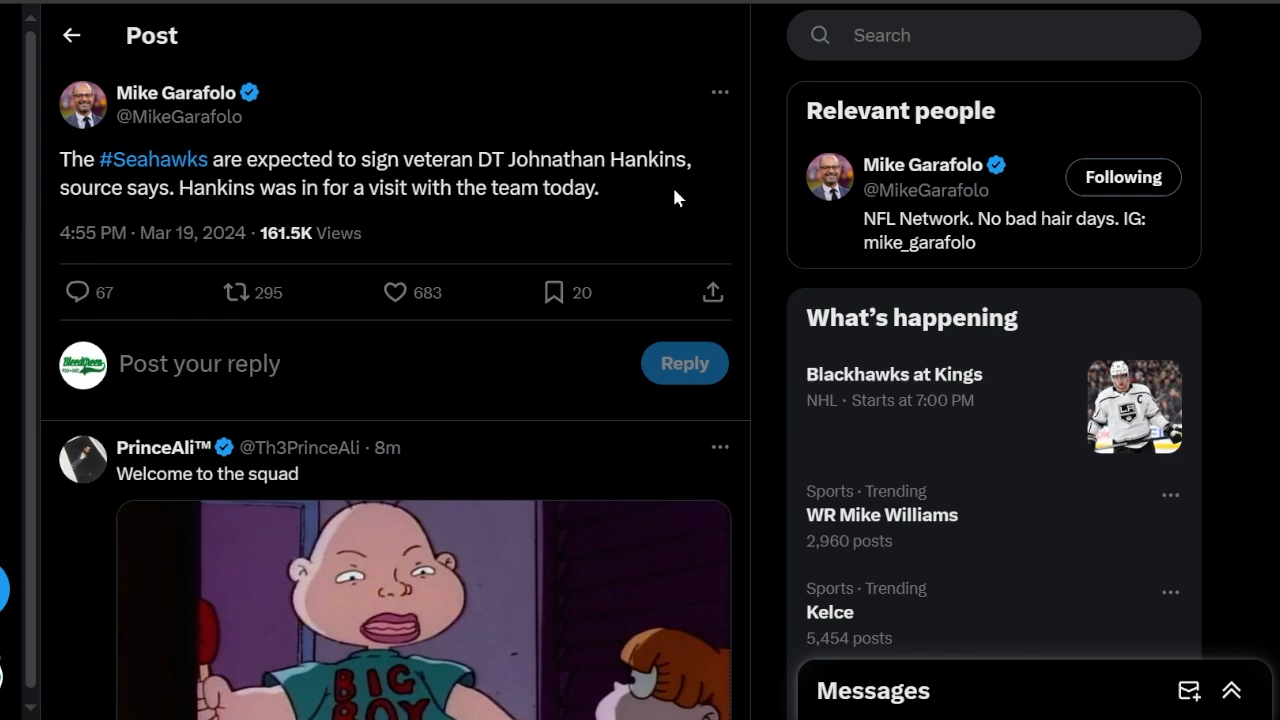 Post
Mike Garafolo
@MikeGarafolo
The #Seahawks are expected to sign veteran DT Johnathan Hankins,
source says. Hankins was in for a visit with the team today.
4:55 PM · Mar 19, 2024 · 161.5K Views
67 295 683 20
BleedGreen
Post your reply
Reply
PrinceAli™ @Th3PrinceAli · 8m
Welcome to the squad
BIG
BOY
Search
Relevant people
Mike Garafolo
@MikeGarafolo
Following
NFL Network. No bad hair days. IG:
mike_garafolo
What’s happening
Blackhawks at Kings
NHL · Starts at 7:00 PM
Sports · Trending
WR Mike Williams
2,960 posts
Sports · Trending
Kelce
5,454 posts
Messages